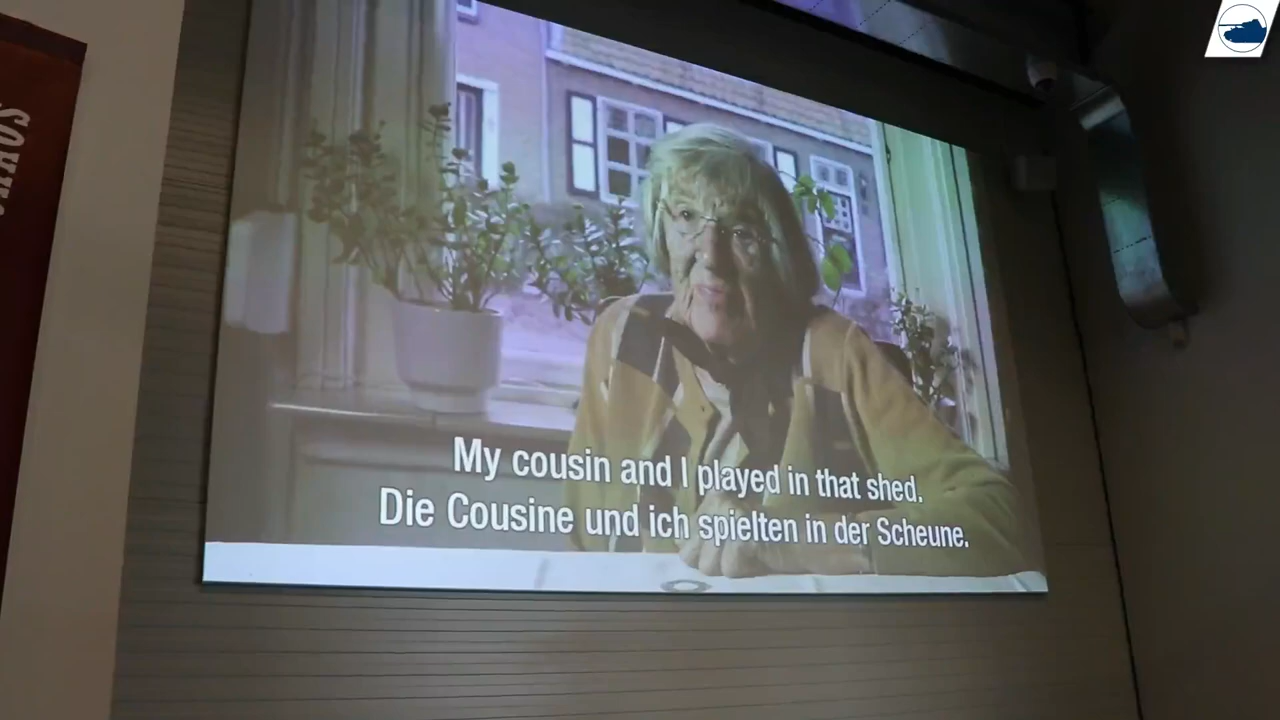 My cousin and I played in that shed.
Die Cousine und ich spielten in der Scheune.